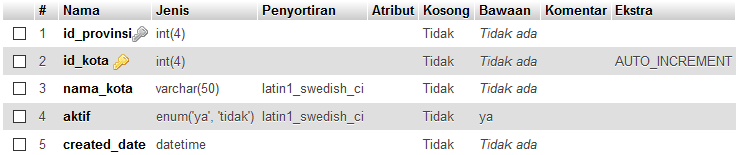 # Nama Jenis Penyortiran Atribut Kosong Bawaan Komentar Ekstra
1 id_provinsi int(4) Tidak Tidak ada
2 id_kota int(4) Tidak Tidak ada AUTO_INCREMENT
3 nama_kota varchar(50) latin1_swedish_ci Tidak Tidak ada
4 aktif enum('ya', 'tidak') latin1_swedish_ci Tidak ya
5 created_date datetime Tidak Tidak ada